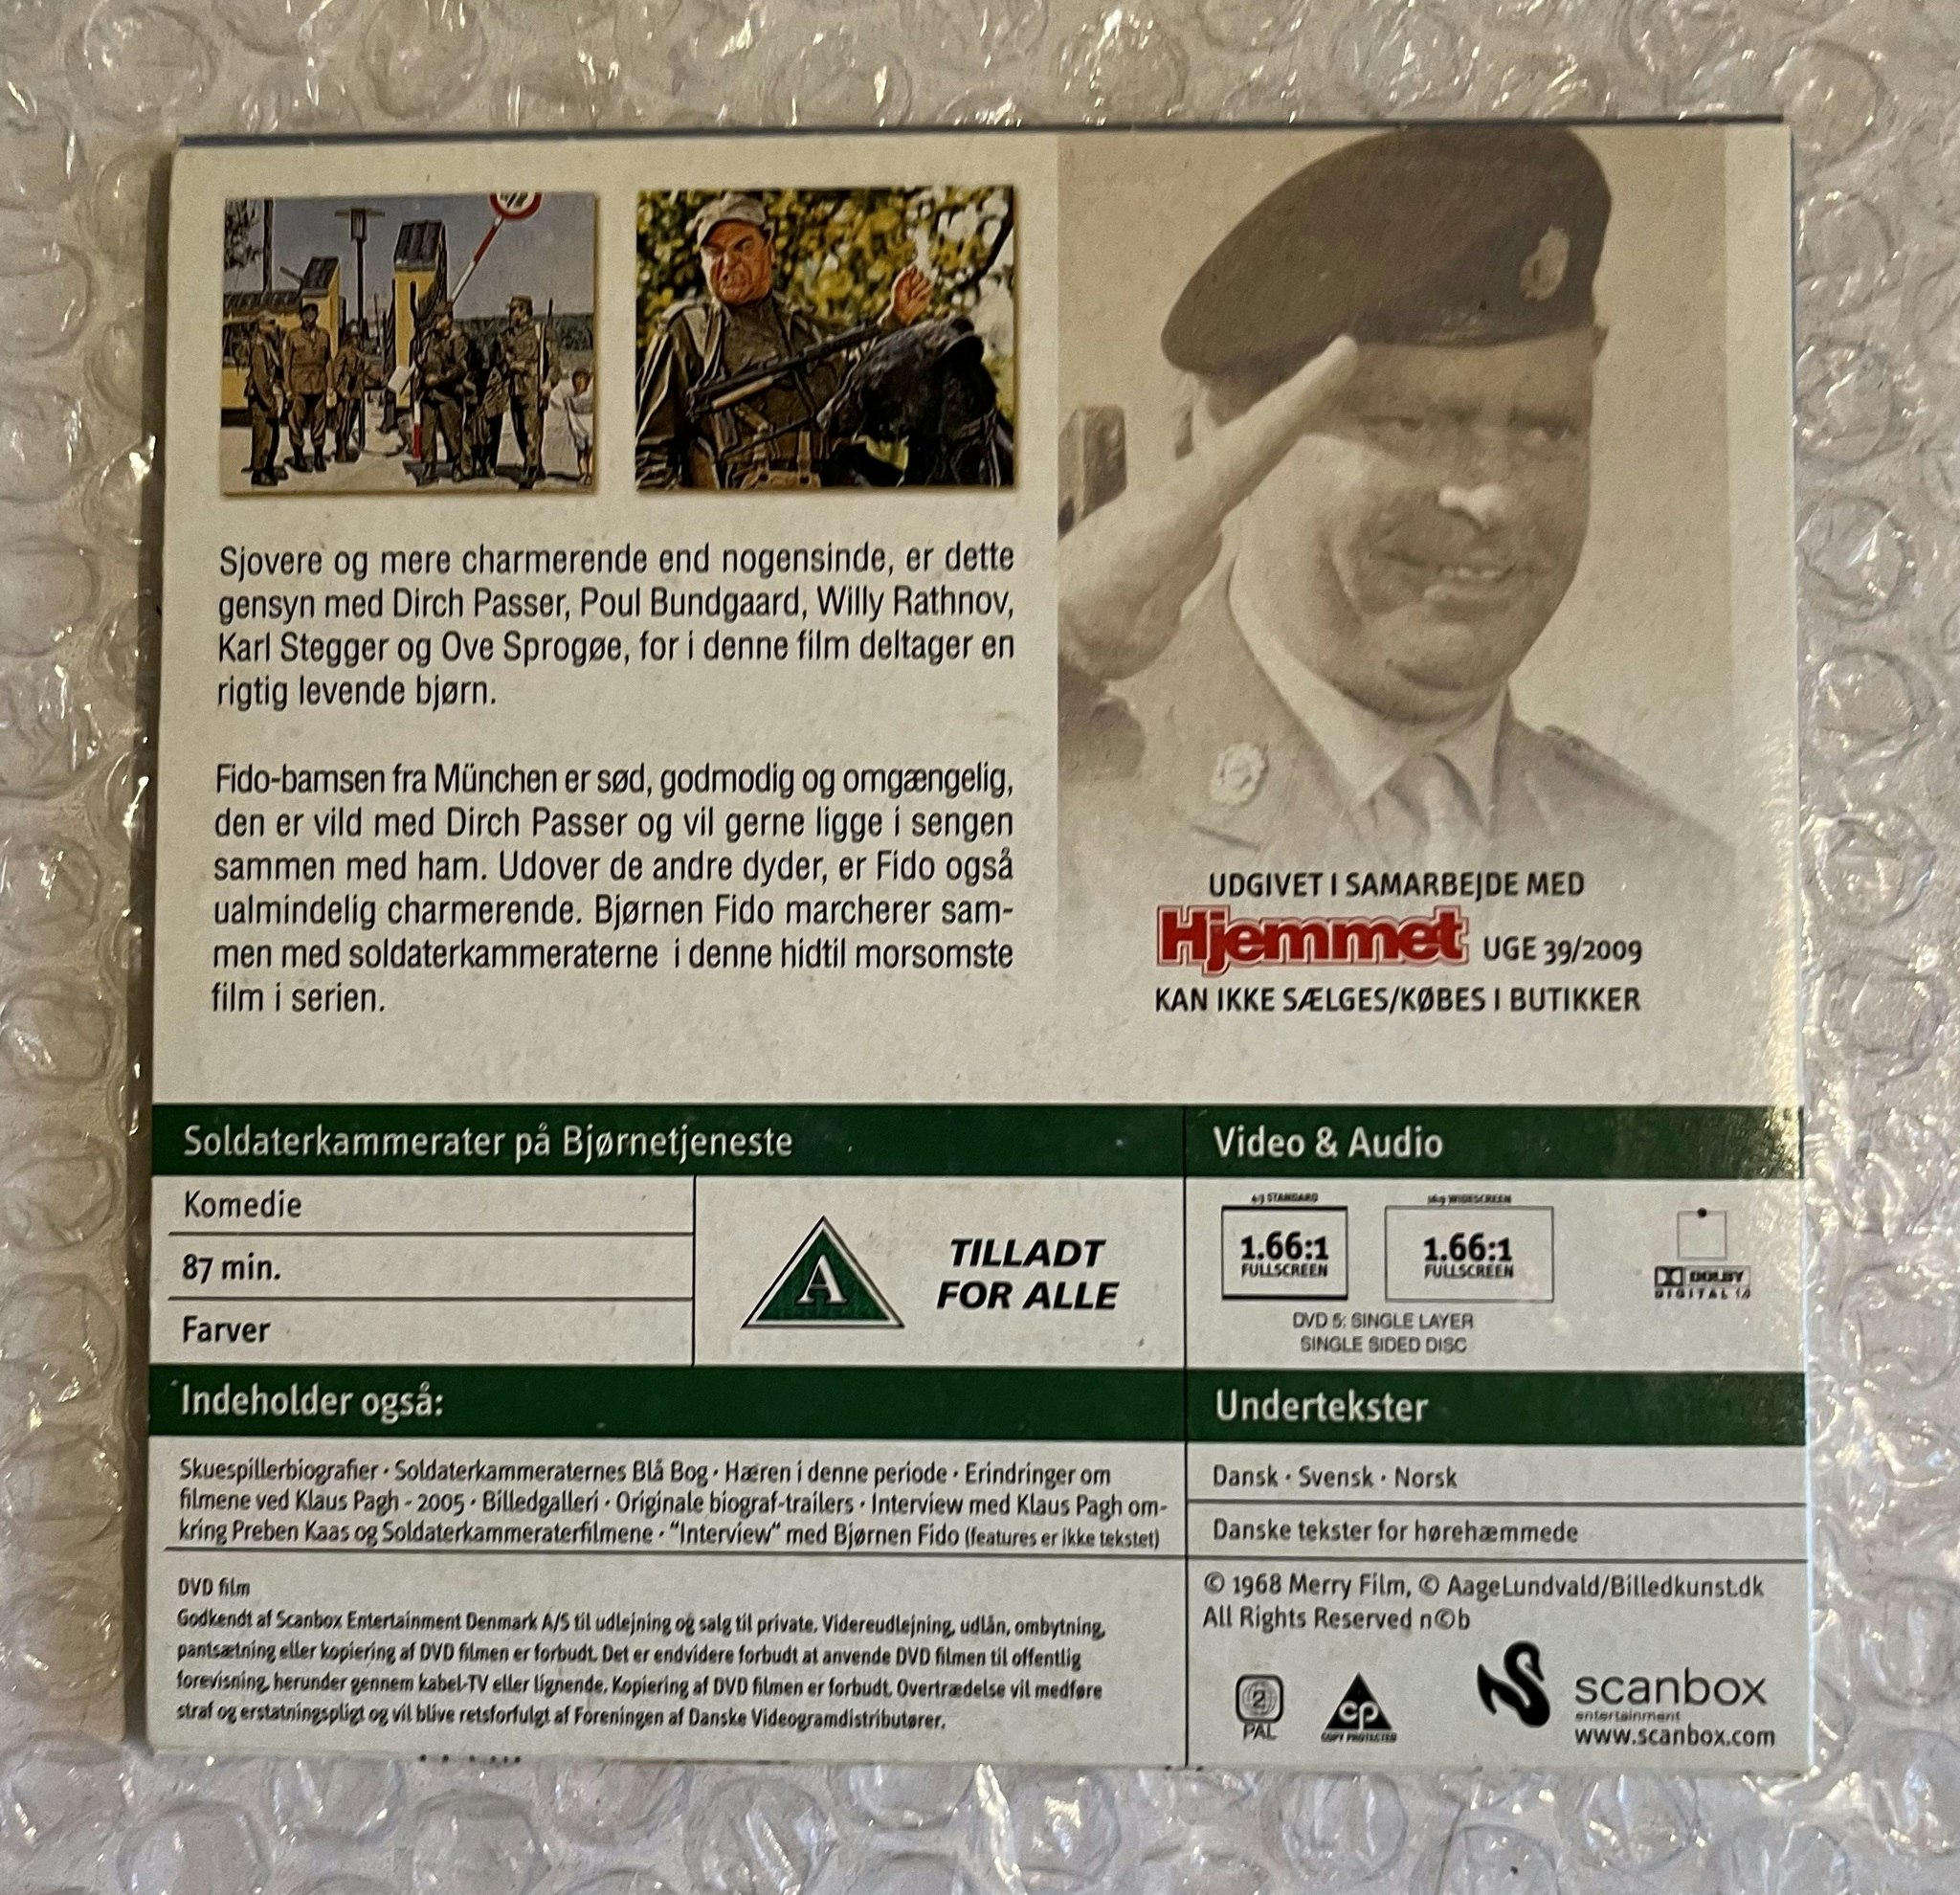 Sjovere og mere charmerende end nogensinde, er dette
gensyn med Dirch Passer, Poul Bundgaard, Willy Rathnov,
Karl Stegger og Ove Sprogøe, for i denne film deltager en
rigtig levende bjørn.
Fido-bamsen fra München er sød, godmodig og omgængelig,
den er vild med Dirch Passer og vil gerne ligge i sengen
sammen med ham. Udover de andre dyder, er Fido også
ualmindelig charmerende. Bjørnen Fido marcherer sam-
men med soldaterkammeraterne i denne hidtil morsomste
film i serien.
UDGIVET I SAMARBEJDE MED
Hjemmet UGE 39/2009
KAN IKKE SÆLGES/KØBES I BUTIKKER
Soldaterkammerater på Bjørnetjeneste
Komedie
87 min.
Farver
A
TILLADT
FOR ALLE
Video & Audio
4:3 STANDARD
1.66:1
FULLSCREEN
16:9 WIDESCREEN
1.66:1
FULLSCREEN
DVD 5: SINGLE LAYER
SINGLE SIDED DISC
DOLBY
DIGITAL 1.0
Indeholder også:
Skuespillerbiografier · Soldaterkammeraternes Blå Bog · Hæren i denne periode · Erindringer om
filmene ved Klaus Pagh - 2005 · Billedgalleri · Originale biograf-trailers · Interview med Klaus Pagh om-
kring Preben Kaas og Soldaterkammeraterfilmene · "Interview" med Bjørnen Fido (features er ikke tekstet)
Undertekster
Dansk · Svensk · Norsk
Danske tekster for hørehæmmede
DVD film
Godkendt af Scanbox Entertainment Denmark A/S til udlejning og salg til private. Videreudlejning, udlån, ombytning,
pantsætning eller kopiering af DVD filmen er forbudt. Det er endvidere forbudt at anvende DVD filmen til offentlig
forevisning, herunder gennem kabel-TV eller lignende. Kopiering af DVD filmen er forbudt. Overtrædelse vil medføre
straf og erstatningspligt og vil blive retsforfulgt af Foreningen af Danske Videogramdistributører.
© 1968 Merry Film, © AageLundvald/Billedkunst.dk
All Rights Reserved n©b
2
PAL
cp
COPY PROTECTED
scanbox
entertainment
www.scanbox.com